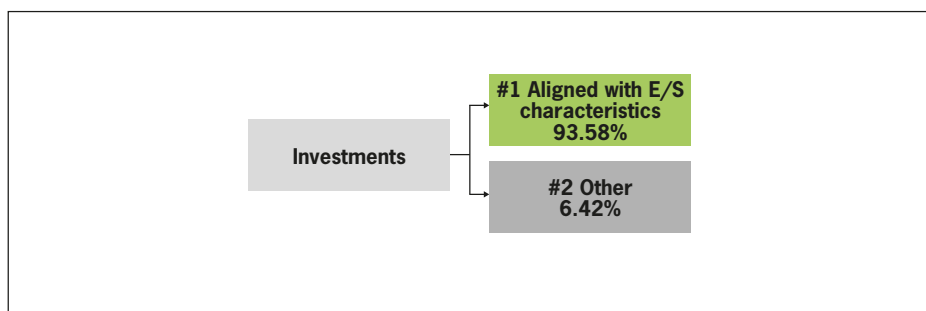 Investments
#1 Aligned with E/S
characteristics
93.58%
#2 Other
6.42%